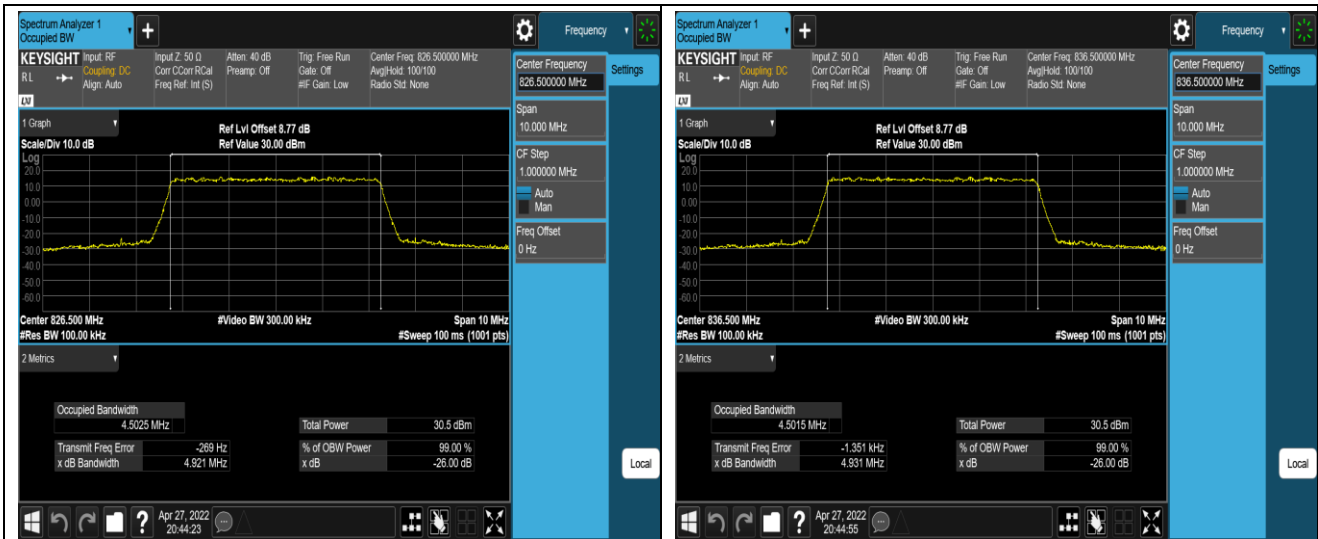 Spectrum Analyzer 1
Occupied BW
+
Frequency
KEYSIGHT
Input: RF
Input Z: 50 Ω
Atten: 40 dB
Trig: Free Run
Center Freq: 826.500000 MHz
RL
Coupling: DC
Corr CCorr RCal
Preamp: Off
Gate: Off
Avg|Hold: 100/100
Align: Auto
Freq Ref: Int (S)
#IF Gain: Low
Radio Std: None
LXI
Center Frequency
826.500000 MHz
Settings
Span
10.000 MHz
CF Step
1.000000 MHz
Auto
Man
Freq Offset
0 Hz
Local
1 Graph
Ref Lvl Offset 8.77 dB
Scale/Div 10.0 dB
Ref Value 30.00 dBm
Log
20.0
10.0
0.00
-10.0
-20.0
-30.0
-40.0
-50.0
-60.0
Center 826.500 MHz
#Video BW 300.00 kHz
Span 10 MHz
#Res BW 100.00 kHz
#Sweep 100 ms (1001 pts)
2 Metrics
Occupied Bandwidth
4.5025 MHz
Total Power 30.5 dBm
Transmit Freq Error -269 Hz
% of OBW Power 99.00 %
x dB Bandwidth 4.921 MHz
x dB -26.00 dB
?
Apr 27, 2022
20:44:23
Spectrum Analyzer 1
Occupied BW
+
Frequency
KEYSIGHT
Input: RF
Input Z: 50 Ω
Atten: 40 dB
Trig: Free Run
Center Freq: 836.500000 MHz
RL
Coupling: DC
Corr CCorr RCal
Preamp: Off
Gate: Off
Avg|Hold: 100/100
Align: Auto
Freq Ref: Int (S)
#IF Gain: Low
Radio Std: None
LXI
Center Frequency
836.500000 MHz
Settings
Span
10.000 MHz
CF Step
1.000000 MHz
Auto
Man
Freq Offset
0 Hz
Local
1 Graph
Ref Lvl Offset 8.77 dB
Scale/Div 10.0 dB
Ref Value 30.00 dBm
Log
20.0
10.0
0.00
-10.0
-20.0
-30.0
-40.0
-50.0
-60.0
Center 836.500 MHz
#Video BW 300.00 kHz
Span 10 MHz
#Res BW 100.00 kHz
#Sweep 100 ms (1001 pts)
2 Metrics
Occupied Bandwidth
4.5015 MHz
Total Power 30.5 dBm
Transmit Freq Error -1.351 kHz
% of OBW Power 99.00 %
x dB Bandwidth 4.931 MHz
x dB -26.00 dB
?
Apr 27, 2022
20:44:55